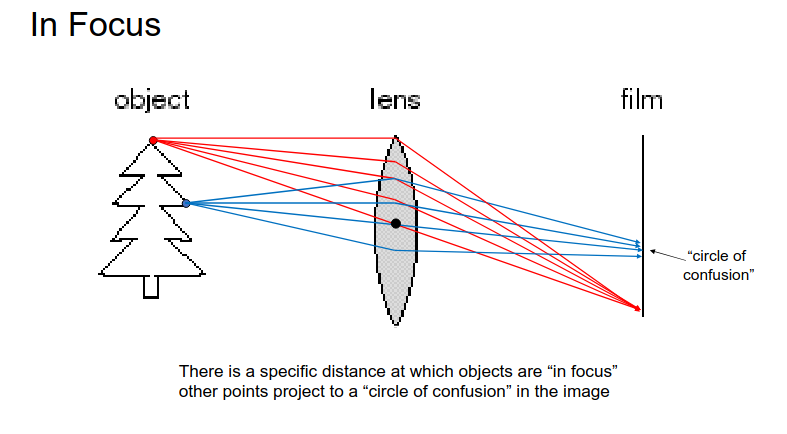 In Focus
object lens film
“circle of
confusion”
There is a specific distance at which objects are “in focus”
other points project to a “circle of confusion” in the image